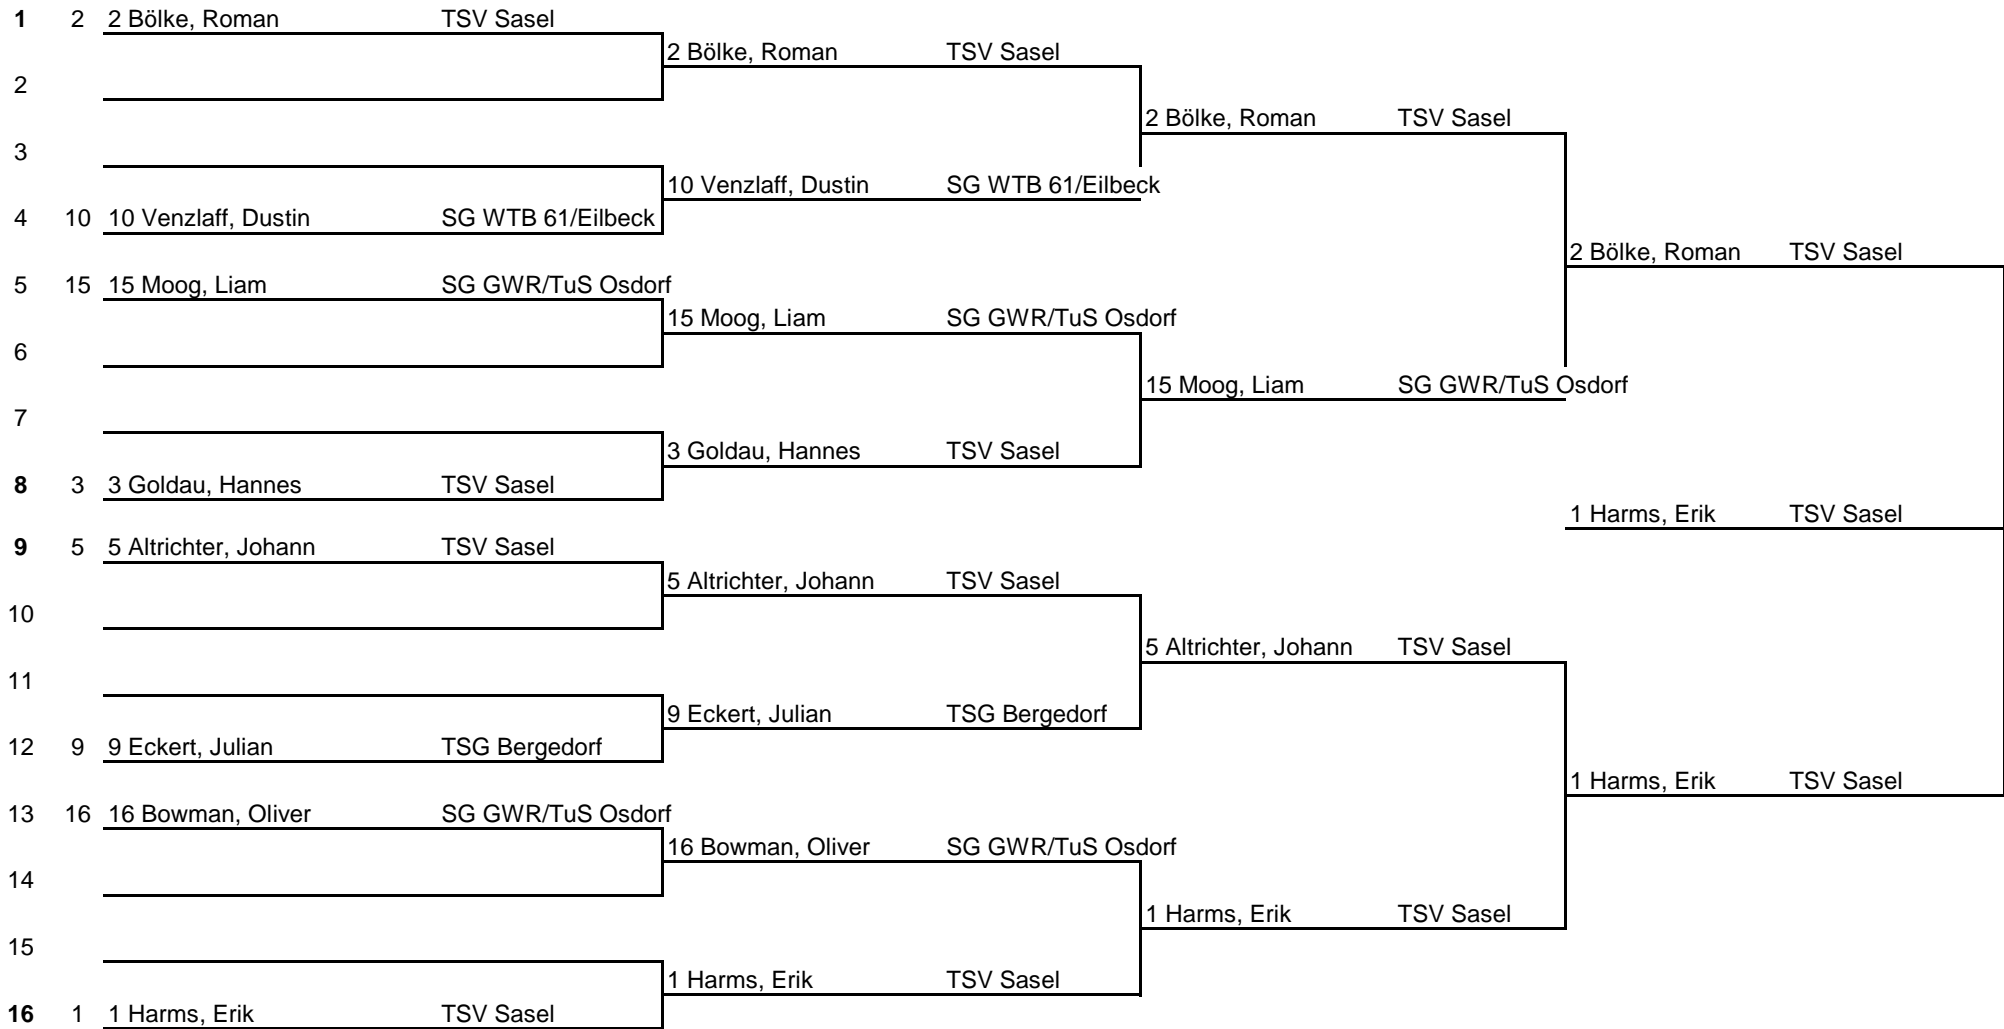 1 2 2 Bölke, Roman TSV Sasel
2 Bölke, Roman TSV Sasel
2
2 Bölke, Roman TSV Sasel
3
10 Venzlaff, Dustin SG WTB 61/Eilbeck
4 10 10 Venzlaff, Dustin SG WTB 61/Eilbeck
2 Bölke, Roman TSV Sasel
5 15 15 Moog, Liam SG GWR/TuS Osdorf
15 Moog, Liam SG GWR/TuS Osdorf
6
15 Moog, Liam SG GWR/TuS Osdorf
7
3 Goldau, Hannes TSV Sasel
8 3 3 Goldau, Hannes TSV Sasel
1 Harms, Erik TSV Sasel
9 5 5 Altrichter, Johann TSV Sasel
5 Altrichter, Johann TSV Sasel
10
5 Altrichter, Johann TSV Sasel
11
9 Eckert, Julian TSG Bergedorf
12 9 9 Eckert, Julian TSG Bergedorf
1 Harms, Erik TSV Sasel
13 16 16 Bowman, Oliver SG GWR/TuS Osdorf
16 Bowman, Oliver SG GWR/TuS Osdorf
14
1 Harms, Erik TSV Sasel
15
1 Harms, Erik TSV Sasel
16 1 1 Harms, Erik TSV Sasel